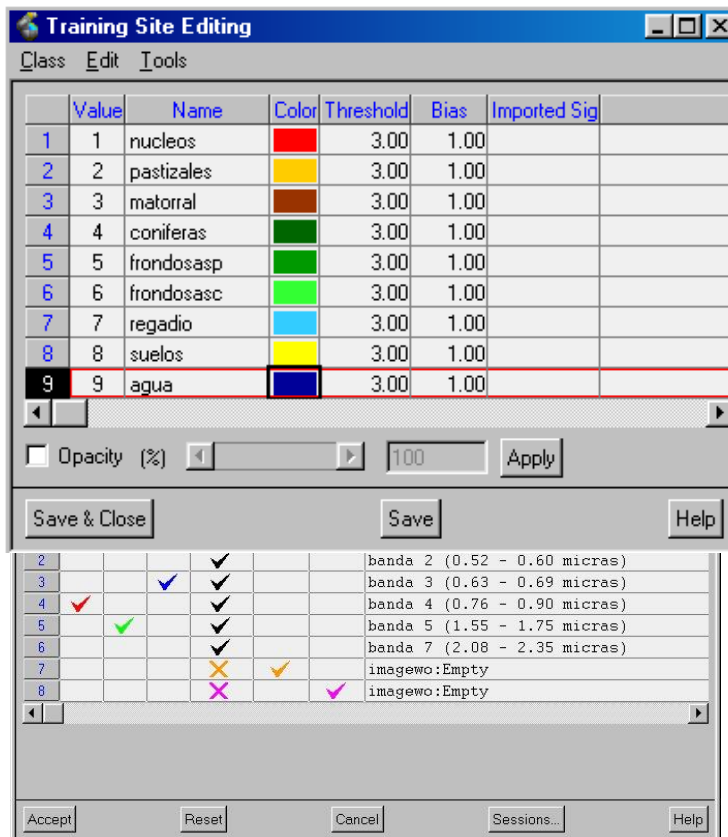 Training Site Editing
Class Edit Tools
Value Name Color Threshold Bias Imported Sig
1 1 nucleos 3.00 1.00
2 2 pastizales 3.00 1.00
3 3 matorral 3.00 1.00
4 4 coniferas 3.00 1.00
5 5 frondosasp 3.00 1.00
6 6 frondosasc 3.00 1.00
7 7 regadio 3.00 1.00
8 8 suelos 3.00 1.00
9 9 agua 3.00 1.00
Opacity (%) 100 Apply
Save & Close Save Help
2 banda 2 (0.52 - 0.60 micras)
3 banda 3 (0.63 - 0.69 micras)
4 banda 4 (0.76 - 0.90 micras)
5 banda 5 (1.55 - 1.75 micras)
6 banda 7 (2.08 - 2.35 micras)
7 imagewo:Empty
8 imagewo:Empty
Accept Reset Cancel Sessions... Help